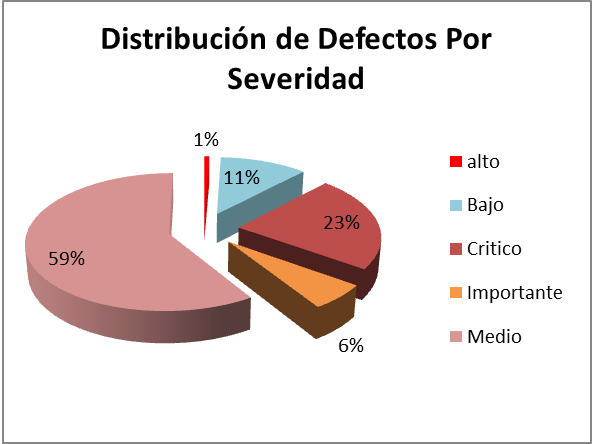 Distribución de Defectos Por
Severidad
1%
11%
23%
59%
6%
alto
Bajo
Critico
Importante
Medio